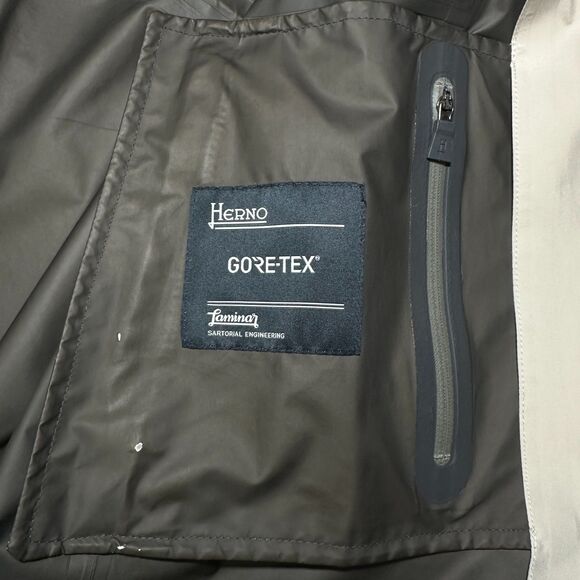 HERNO
GORE-TEX®
Laminar
SARTORIAL ENGINEERING